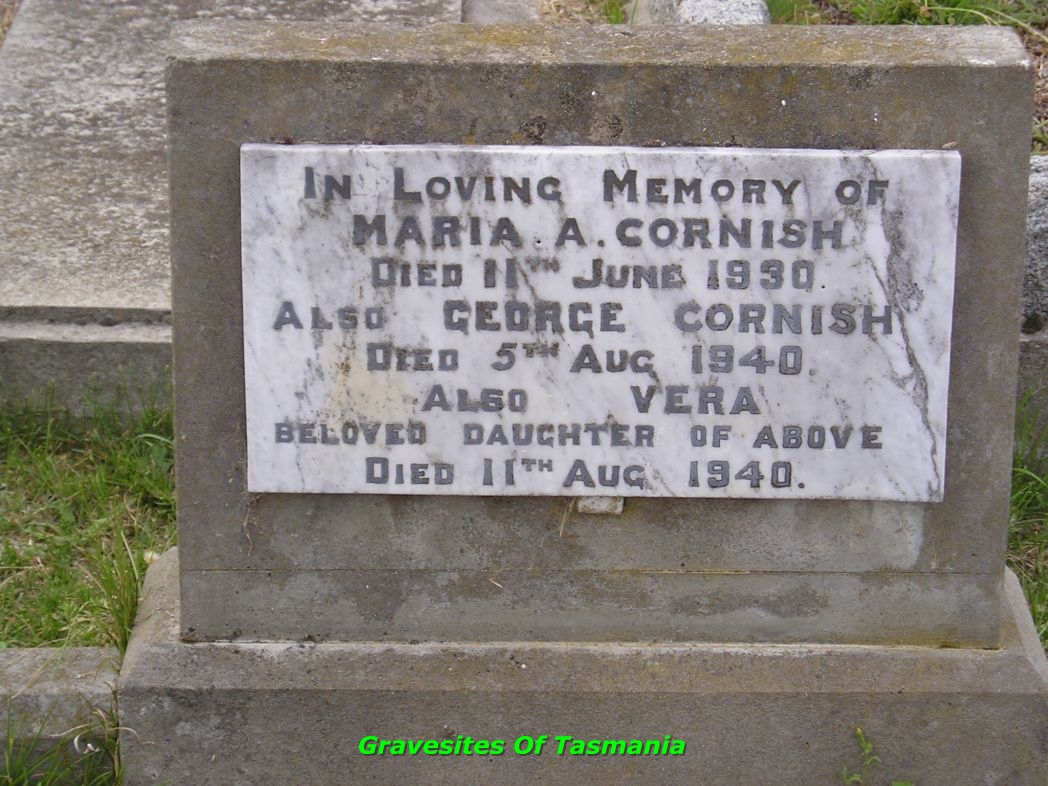 In Loving Memory of
MARIA A. CORNISH
Died 11TH June 1930.
Also GEORGE CORNISH
Died 5TH Aug 1940.
Also VERA
BELOVED DAUGHTER OF ABOVE
Died 11TH Aug 1940.
Gravesites Of Tasmania